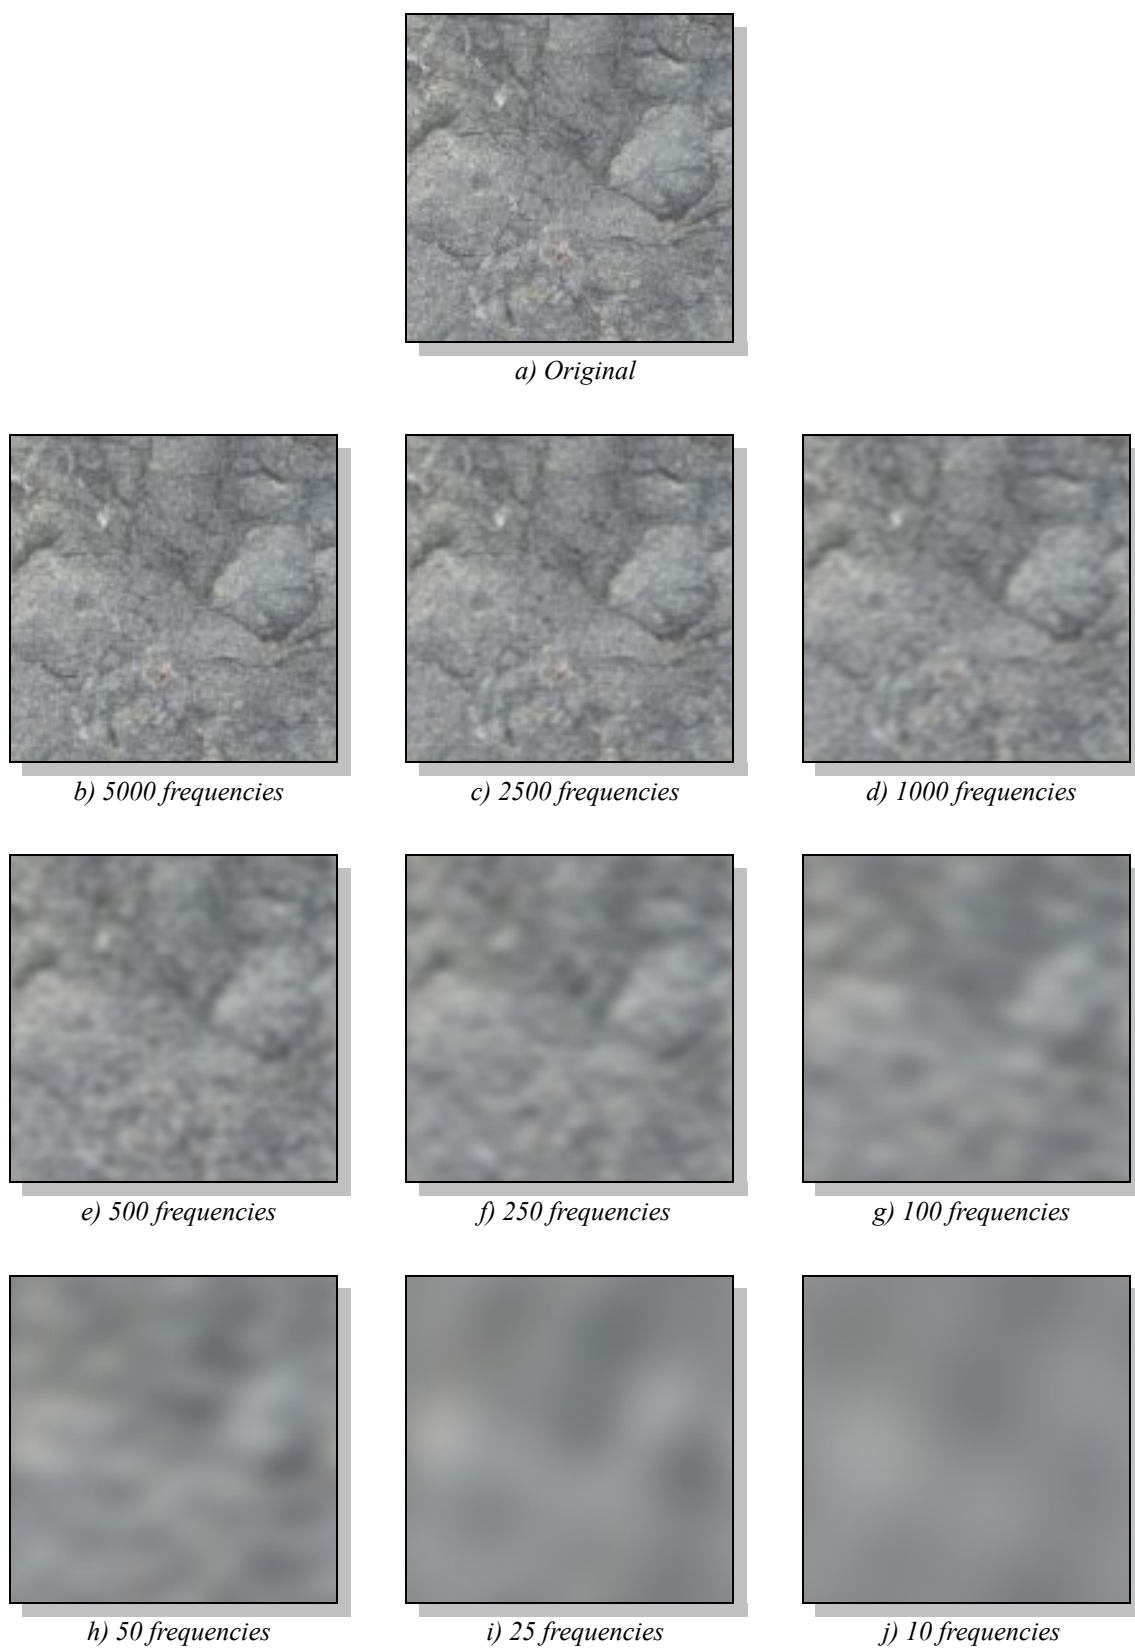 a) Original
b) 5000 frequencies
c) 2500 frequencies
d) 1000 frequencies
e) 500 frequencies
f) 250 frequencies
g) 100 frequencies
h) 50 frequencies
i) 25 frequencies
j) 10 frequencies